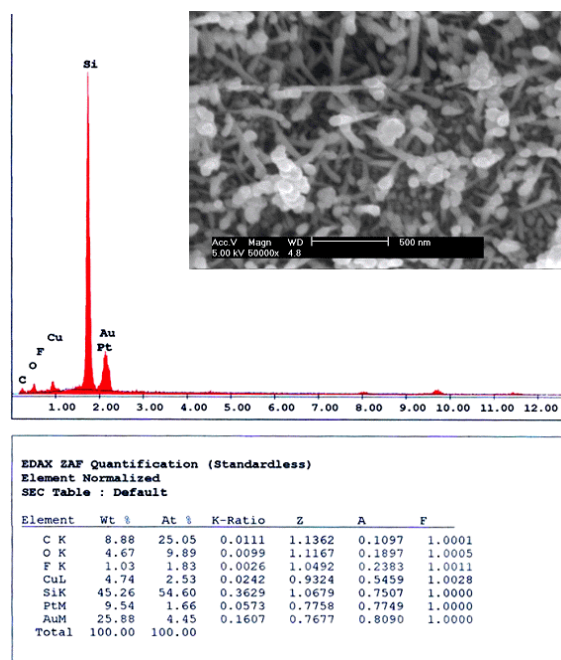 Si
Acc.V Magn WD 500 nm
5.00 kV 50000x 4.8
Au
Pt
Cu
F
O
C
1.00 2.00 3.00 4.00 5.00 6.00 7.00 8.00 9.00 10.00 11.00 12.00
EDAX ZAF Quantification (Standardless)
Element Normalized
SEC Table : Default
Element Wt % At % K-Ratio Z A F
C K 8.88 25.05 0.0111 1.1362 0.1097 1.0001
O K 4.67 9.89 0.0099 1.1167 0.1897 1.0005
F K 1.03 1.83 0.0026 1.0492 0.2383 1.0011
CuL 4.74 2.53 0.0242 0.9324 0.5459 1.0028
SiK 45.26 54.60 0.3629 1.0679 0.7507 1.0000
PtM 9.54 1.66 0.0573 0.7758 0.7749 1.0000
AuM 25.88 4.45 0.1607 0.7677 0.8090 1.0000
Total 100.00 100.00